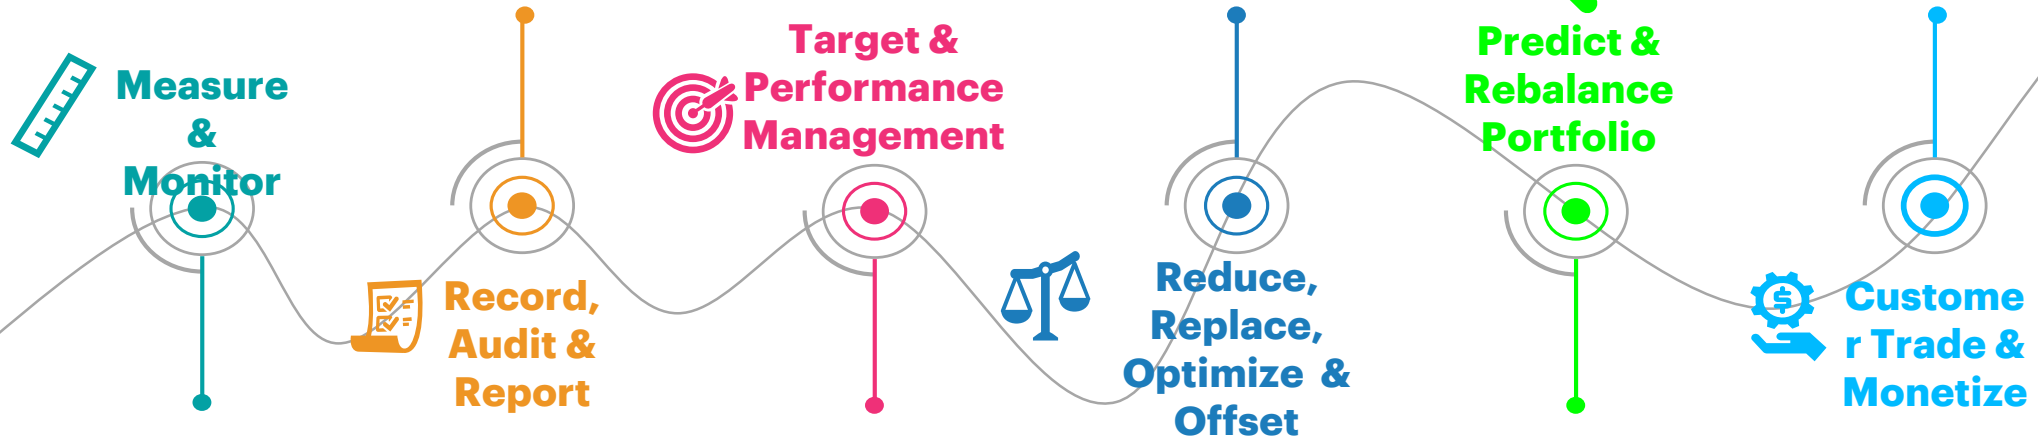 Measure
&
Monitor
Record,
Audit &
Report
Target &
Performance
Management
Reduce,
Replace,
Optimize  &
Offset
Predict &
Rebalance
Portfolio
Custome
r Trade &
Monetize